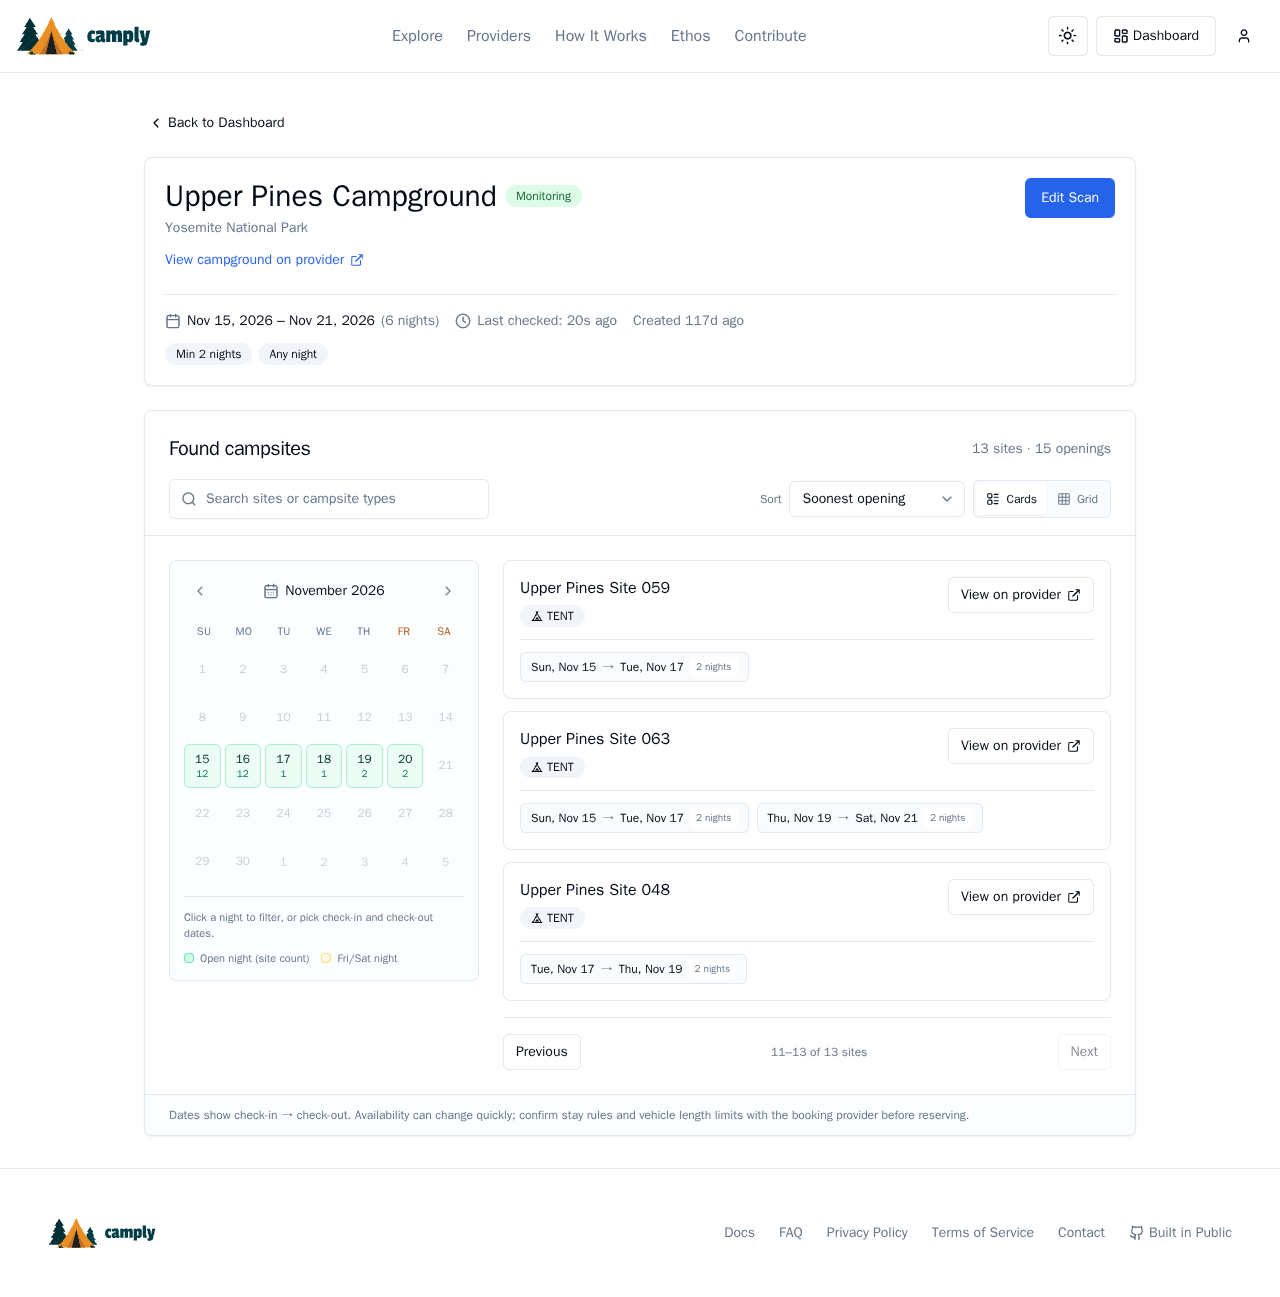 camply
Explore Providers How It Works Ethos Contribute
Dashboard
Back to Dashboard
Upper Pines Campground Monitoring
Edit Scan
Yosemite National Park
View campground on provider
Nov 15, 2026 – Nov 21, 2026 (6 nights) Last checked: 20s ago Created 117d ago
Min 2 nights Any night
Found campsites
13 sites · 15 openings
Search sites or campsite types
Sort Soonest opening Cards Grid
November 2026
SU MO TU WE TH FR SA
1 2 3 4 5 6 7
8 9 10 11 12 13 14
15 16 17 18 19 20 21
12 12 1 1 2 2
22 23 24 25 26 27 28
29 30 1 2 3 4 5
Click a night to filter, or pick check-in and check-out
dates.
Open night (site count) Fri/Sat night
Upper Pines Site 059
View on provider
TENT
Sun, Nov 15 → Tue, Nov 17 2 nights
Upper Pines Site 063
View on provider
TENT
Sun, Nov 15 → Tue, Nov 17 2 nights Thu, Nov 19 → Sat, Nov 21 2 nights
Upper Pines Site 048
View on provider
TENT
Tue, Nov 17 → Thu, Nov 19 2 nights
Previous 11–13 of 13 sites Next
Dates show check-in → check-out. Availability can change quickly; confirm stay rules and vehicle length limits with the booking provider before reserving.
camply
Docs FAQ Privacy Policy Terms of Service Contact Built in Public